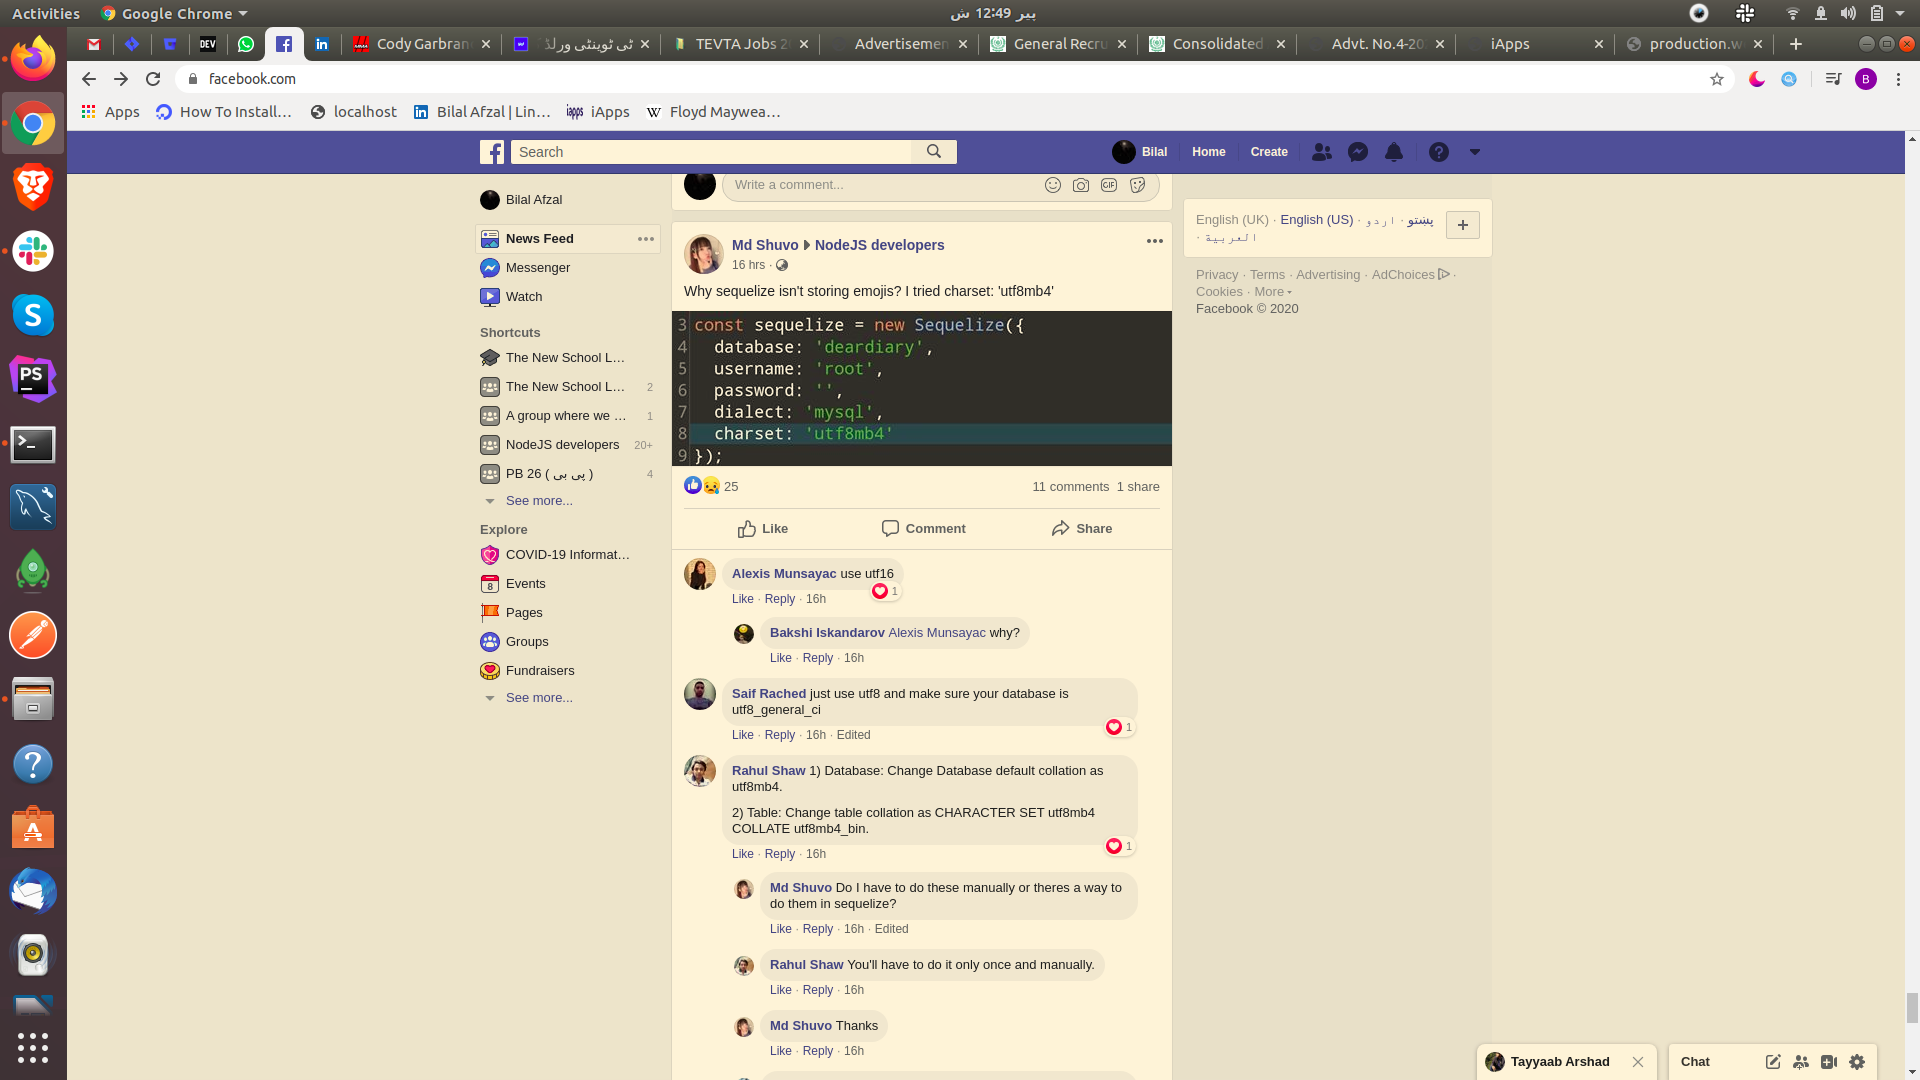 Activities
Google Chrome
پیر 12:49 ش
Cody Garbran
ٹی ٹوینٹی ورلڈ
TEVTA Jobs 2
Advertisemen
General Recru
Consolidated
Advt. No.4-20
iApps
production.w
DEV
facebook.com
B
Apps
How To Install…
localhost
Bilal Afzal | Lin…
iApps
Floyd Maywea…
Search
Bilal
Home
Create
Bilal Afzal
News Feed
Messenger
Watch
Shortcuts
The New School L...
The New School L... 2
A group where we ... 1
NodeJS developers 20+
PB 26 ( پی بی ) 4
See more...
Explore
COVID-19 Informat...
Events
8
Pages
Groups
Fundraisers
See more...
Write a comment...
GIF
Md Shuvo
NodeJS developers
16 hrs ·
Why sequelize isn't storing emojis? I tried charset: 'utf8mb4'
3 const sequelize = new Sequelize({
4 database: 'deardiary',
5 username: 'root',
6 password: '',
7 dialect: 'mysql',
8 charset: 'utf8mb4'
9 });
25
11 comments 1 share
Like
Comment
Share
Alexis Munsayac use utf16
1
Like · Reply · 16h
Bakshi Iskandarov Alexis Munsayac why?
Like · Reply · 16h
Saif Rached just use utf8 and make sure your database is
utf8_general_ci
1
Like · Reply · 16h · Edited
Rahul Shaw 1) Database: Change Database default collation as
utf8mb4.
2) Table: Change table collation as CHARACTER SET utf8mb4
COLLATE utf8mb4_bin.
1
Like · Reply · 16h
Md Shuvo Do I have to do these manually or theres a way to
do them in sequelize?
Like · Reply · 16h · Edited
Rahul Shaw You'll have to do it only once and manually.
Like · Reply · 16h
Md Shuvo Thanks
Like · Reply · 16h
English (UK) · English (US) · اردو · پښتو
· العربية
Privacy · Terms · Advertising · AdChoices ·
Cookies · More
Facebook © 2020
Tayyaab Arshad
Chat
PS